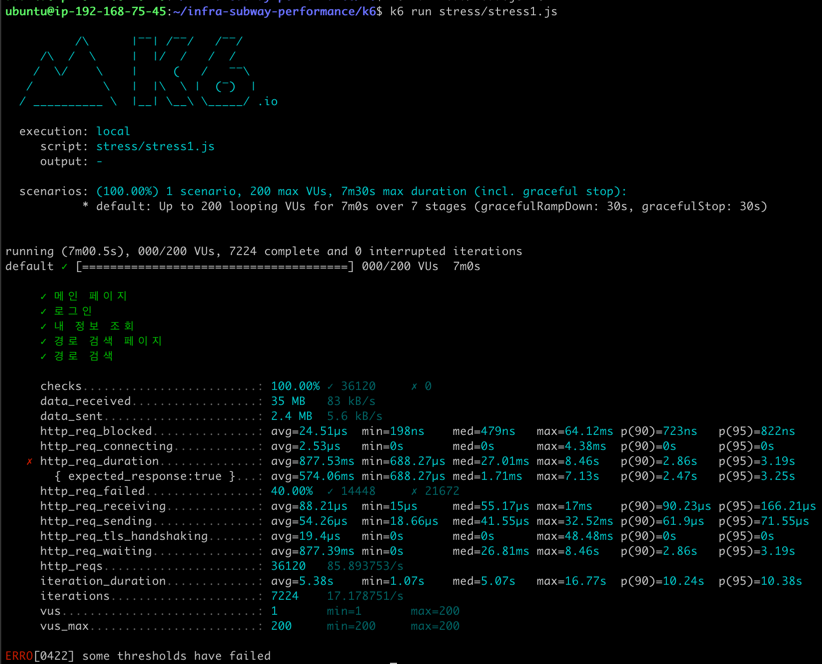 ubuntu@ip-192-168-75-45:~/infra-subway-performance/k6$ k6 run stress/stress1.js
          /\      |‾‾| /‾‾/   /‾‾/
     /\  /  \     |  |/  /   /  /
    /  \/    \    |     (   /   ‾‾\
   /          \   |  |\  \ |  (‾)  |
  / __________ \  |__| \__\ \_____/ .io
  execution: local
     script: stress/stress1.js
     output: -
  scenarios: (100.00%) 1 scenario, 200 max VUs, 7m30s max duration (incl. graceful stop):
           * default: Up to 200 looping VUs for 7m0s over 7 stages (gracefulRampDown: 30s, gracefulStop: 30s)
running (7m00.5s), 000/200 VUs, 7224 complete and 0 interrupted iterations
default ✓ [======================================] 000/200 VUs  7m0s
     ✓ 메인 페이지
     ✓ 로그인
     ✓ 내 정보 조회
     ✓ 경로 검색 페이지
     ✓ 경로 검색
     checks.........................: 100.00% ✓ 36120     ✗ 0
     data_received..................: 35 MB   83 kB/s
     data_sent......................: 2.4 MB  5.6 kB/s
     http_req_blocked...............: avg=24.51µs  min=198ns    med=479ns   max=64.12ms p(90)=723ns   p(95)=822ns
     http_req_connecting............: avg=2.53µs   min=0s       med=0s      max=4.38ms  p(90)=0s      p(95)=0s
   ✗ http_req_duration..............: avg=877.53ms min=688.27µs med=27.01ms max=8.46s   p(90)=2.86s   p(95)=3.19s
       { expected_response:true }...: avg=574.06ms min=688.27µs med=1.71ms  max=7.13s   p(90)=2.47s   p(95)=3.25s
     http_req_failed................: 40.00%  ✓ 14448     ✗ 21672
     http_req_receiving.............: avg=88.21µs  min=15µs     med=55.17µs max=17ms    p(90)=90.23µs p(95)=166.21µs
     http_req_sending...............: avg=54.26µs  min=18.66µs  med=41.55µs max=32.52ms p(90)=61.9µs  p(95)=71.55µs
     http_req_tls_handshaking.......: avg=19.4µs   min=0s       med=0s      max=48.48ms p(90)=0s      p(95)=0s
     http_req_waiting...............: avg=877.39ms min=0s       med=26.81ms max=8.46s   p(90)=2.86s   p(95)=3.19s
     http_reqs......................: 36120   85.893753/s
     iteration_duration.............: avg=5.38s    min=1.07s    med=5.07s   max=16.77s  p(90)=10.24s  p(95)=10.38s
     iterations.....................: 7224    17.178751/s
     vus............................: 1       min=1       max=200
     vus_max........................: 200     min=200     max=200
ERRO[0422] some thresholds have failed